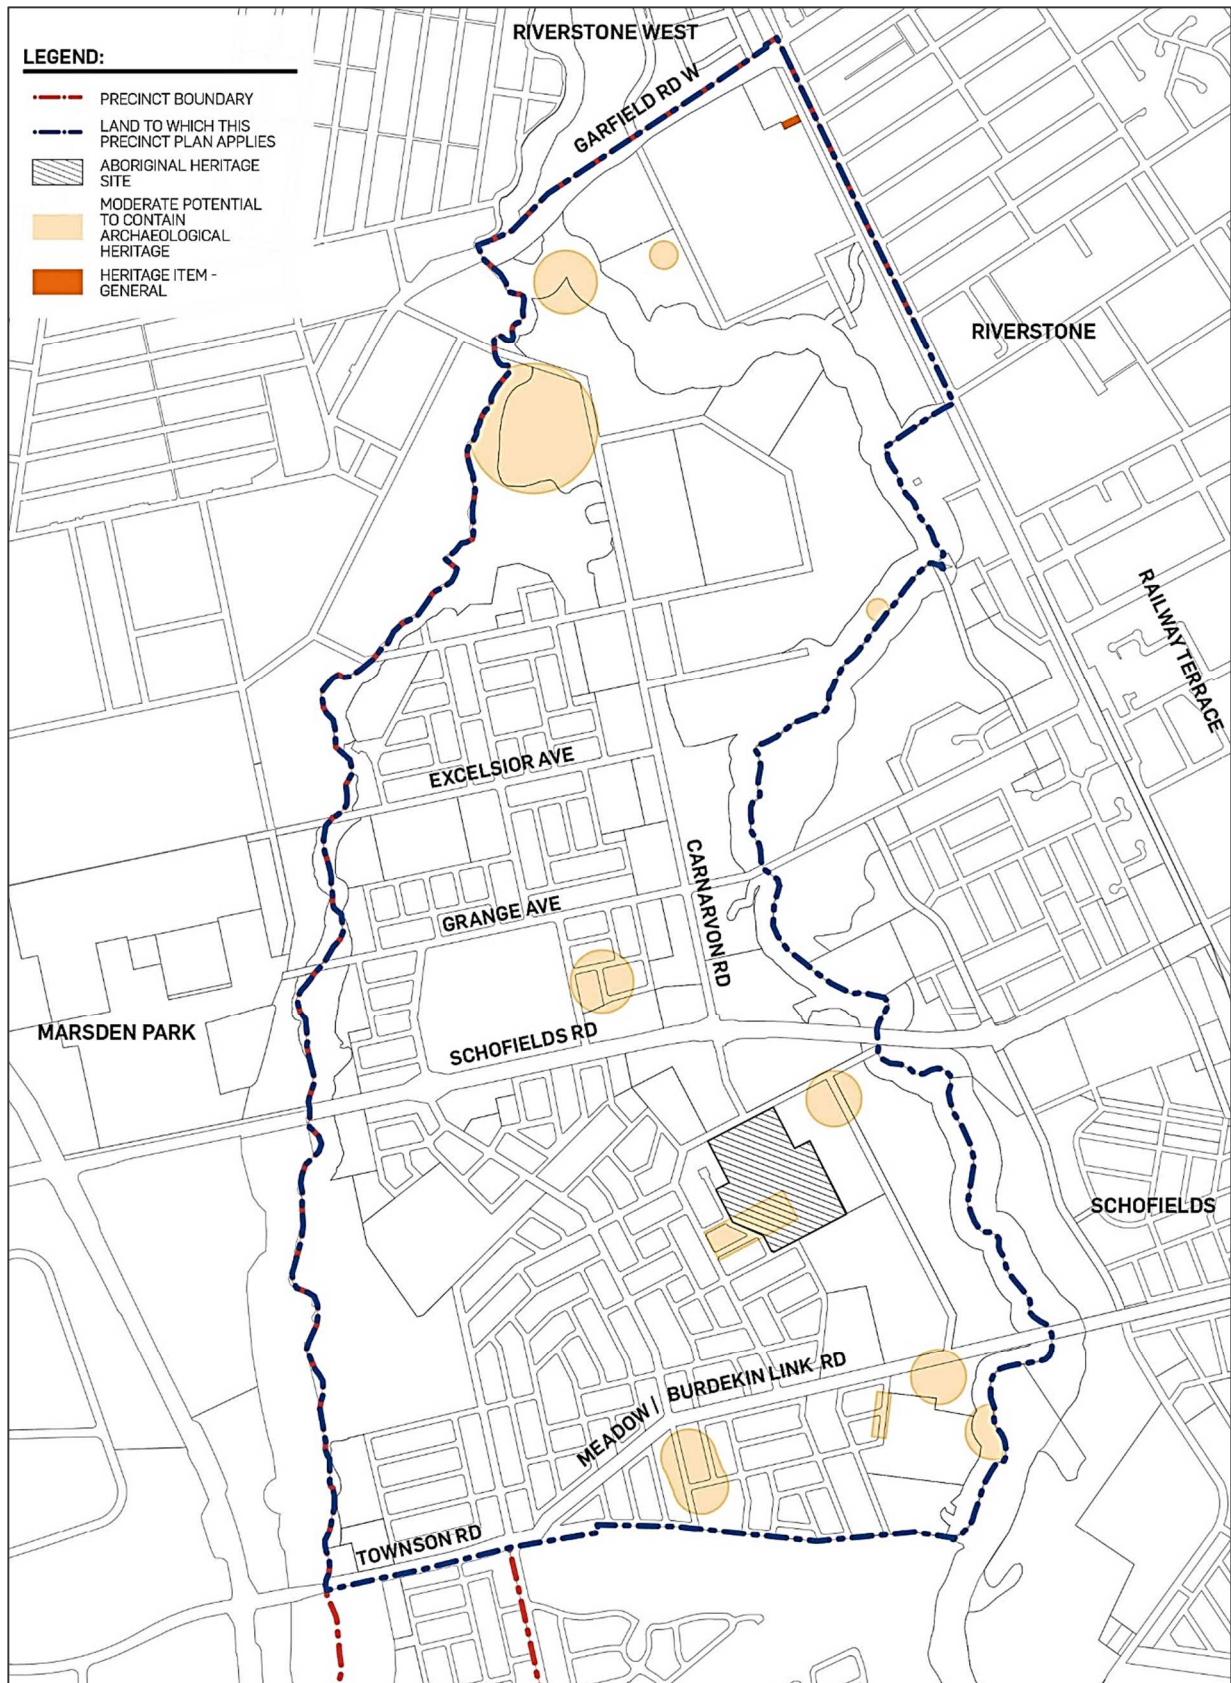 RIVERSTONE WEST
LEGEND:
PRECINCT BOUNDARY
LAND TO WHICH THIS
PRECINCT PLAN APPLIES
ABORIGINAL HERITAGE
SITE
MODERATE POTENTIAL
TO CONTAIN
ARCHAEOLOGICAL
HERITAGE
HERITAGE ITEM -
GENERAL
GARFIELD RD W
RIVERSTONE
RAILWAY TERRACE
EXCELSIOR AVE
CARNARVON RD
GRANGE AVE
MARSDEN PARK
SCHOFIELDS RD
SCHOFIELDS
MEADOW / BURDEKIN LINK RD
TOWNSON RD